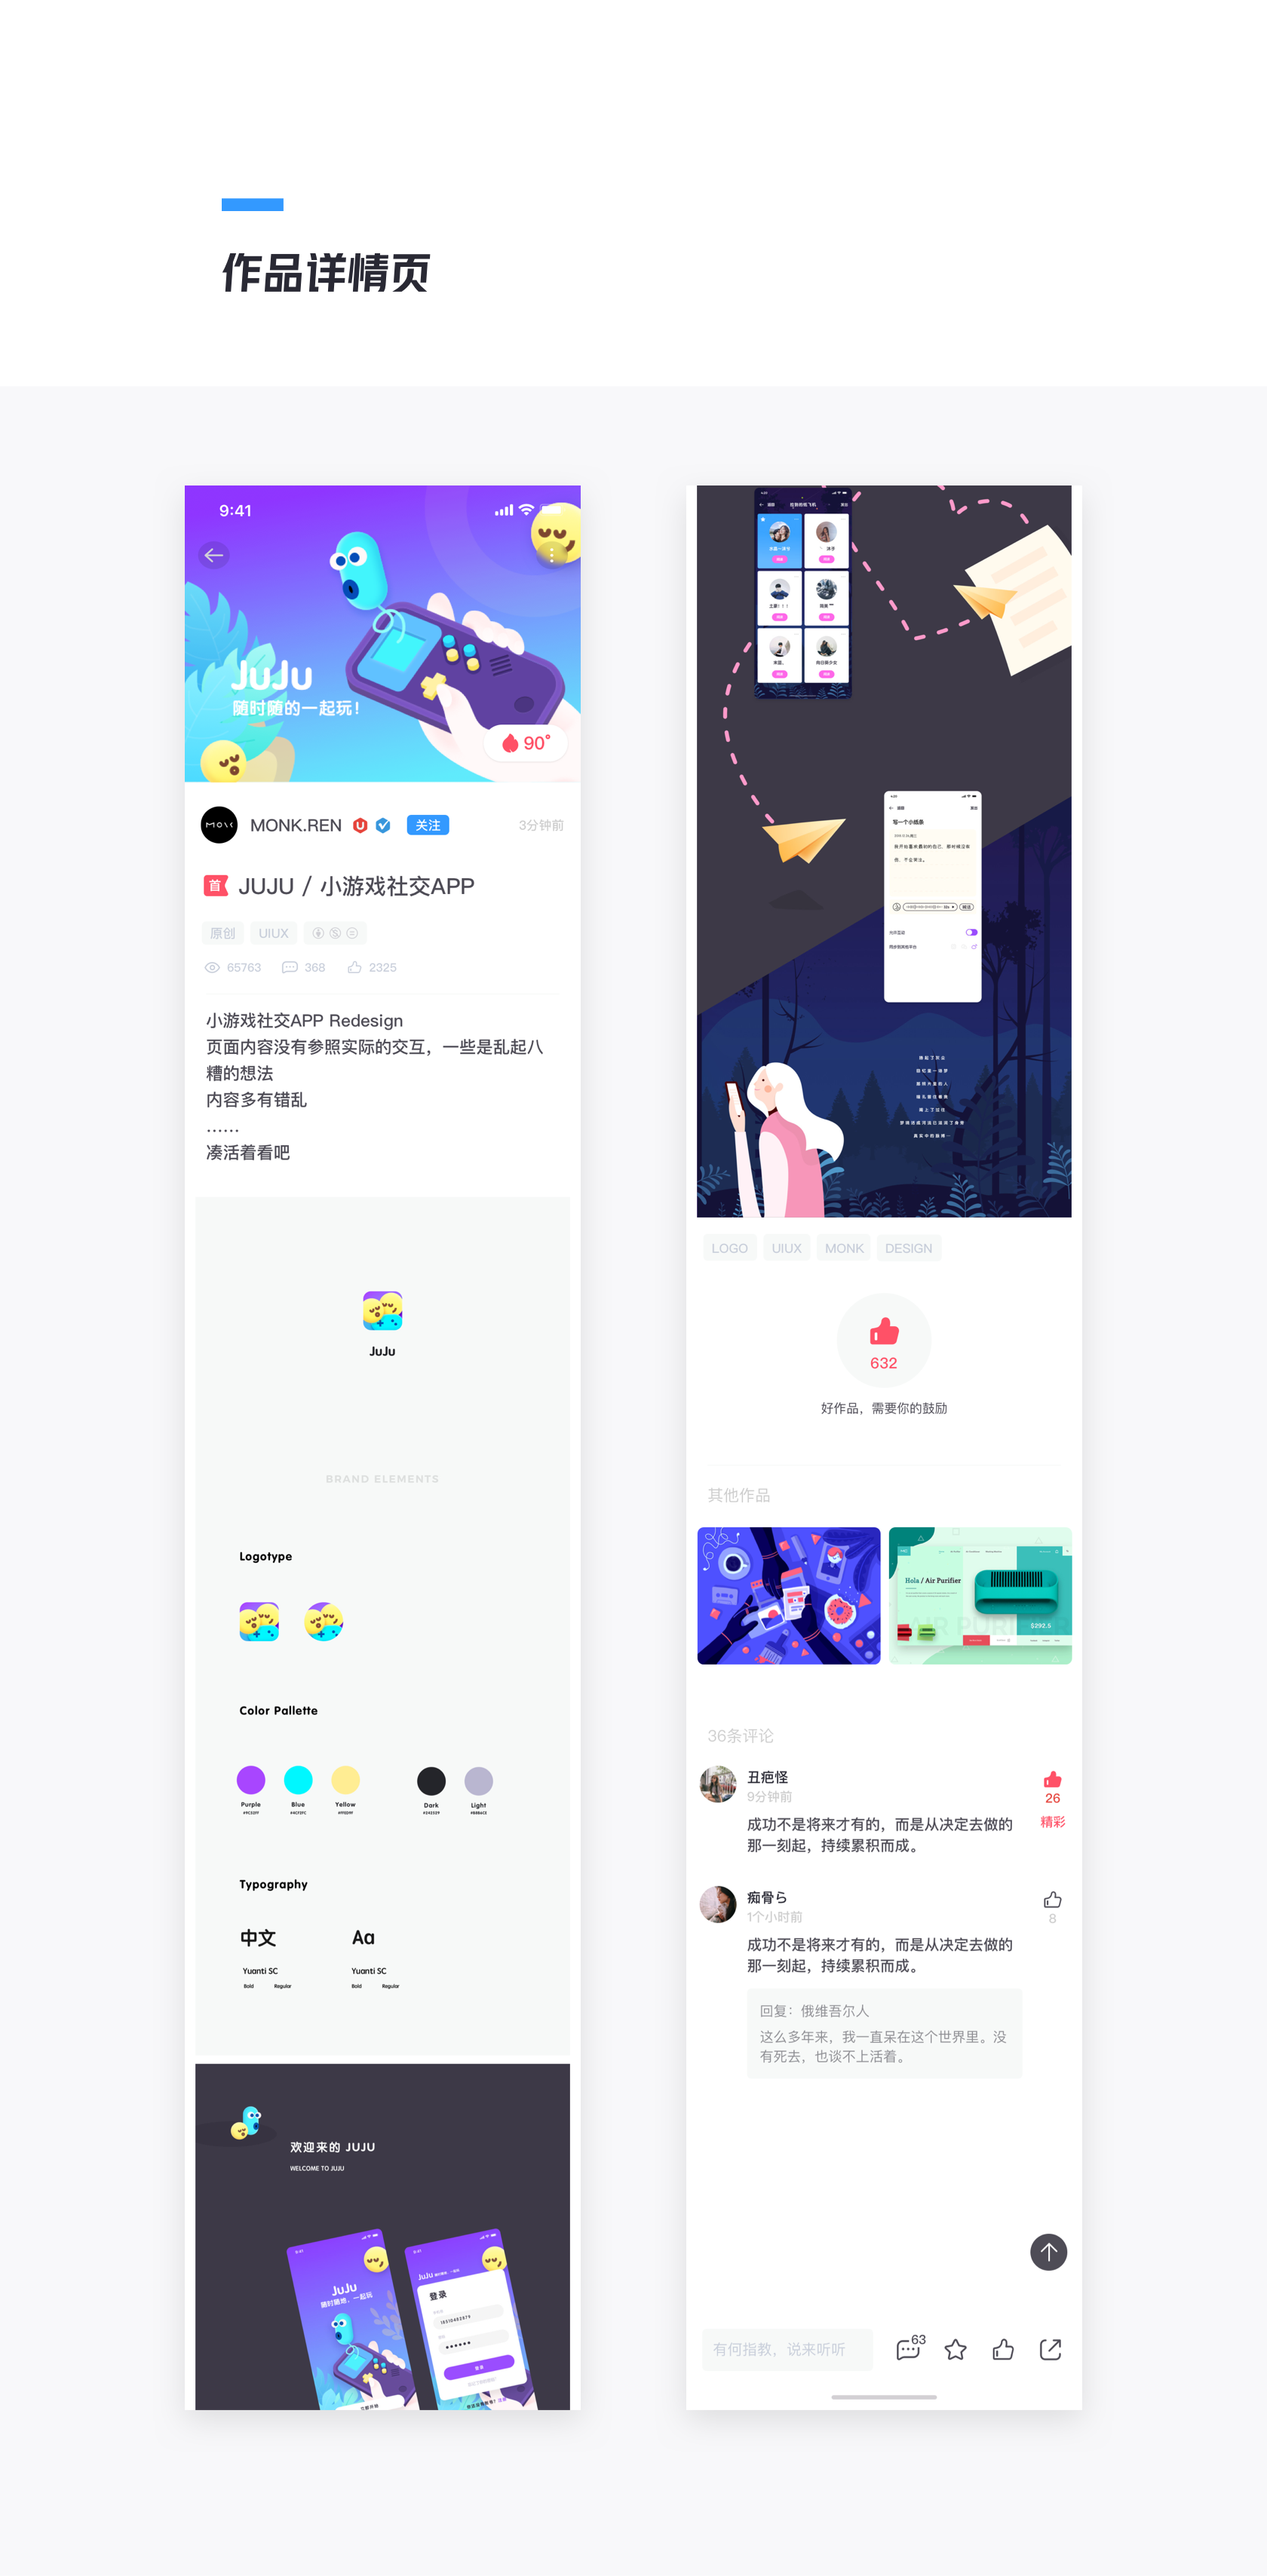 作品详情页
9:41
JuJu
随时随的一起玩！
90°
MONK.REN
关注
3分钟前
首
JUJU / 小游戏社交APP
原创
UIUX
65763
368
2325
小游戏社交APP Redesign
页面内容没有参照实际的交互，一些是乱起八
糟的想法
内容多有错乱
……
凑活着看吧
JuJu
BRAND ELEMENTS
Logotype
Color Pallette
Purple
Blue
Yellow
Dark
Light
Typography
中文
Aa
Yuanti SC
Yuanti SC
Bold
Regular
Bold
Regular
欢迎来的 JUJU
WELCOME TO JUJU
JuJu
随时随地，一起玩
JuJu
登录
写一个小纸条
LOGO
UIUX
MONK
DESIGN
632
好作品，需要你的鼓励
其他作品
Hola / Air Purifier
$292.5
36条评论
丑疤怪
9分钟前
26
精彩
成功不是将来才有的，而是从决定去做的
那一刻起，持续累积而成。
痴骨ら
1个小时前
8
成功不是将来才有的，而是从决定去做的
那一刻起，持续累积而成。
回复：俄维吾尔人
这么多年来，我一直呆在这个世界里。没
有死去，也谈不上活着。
有何指教，说来听听
63